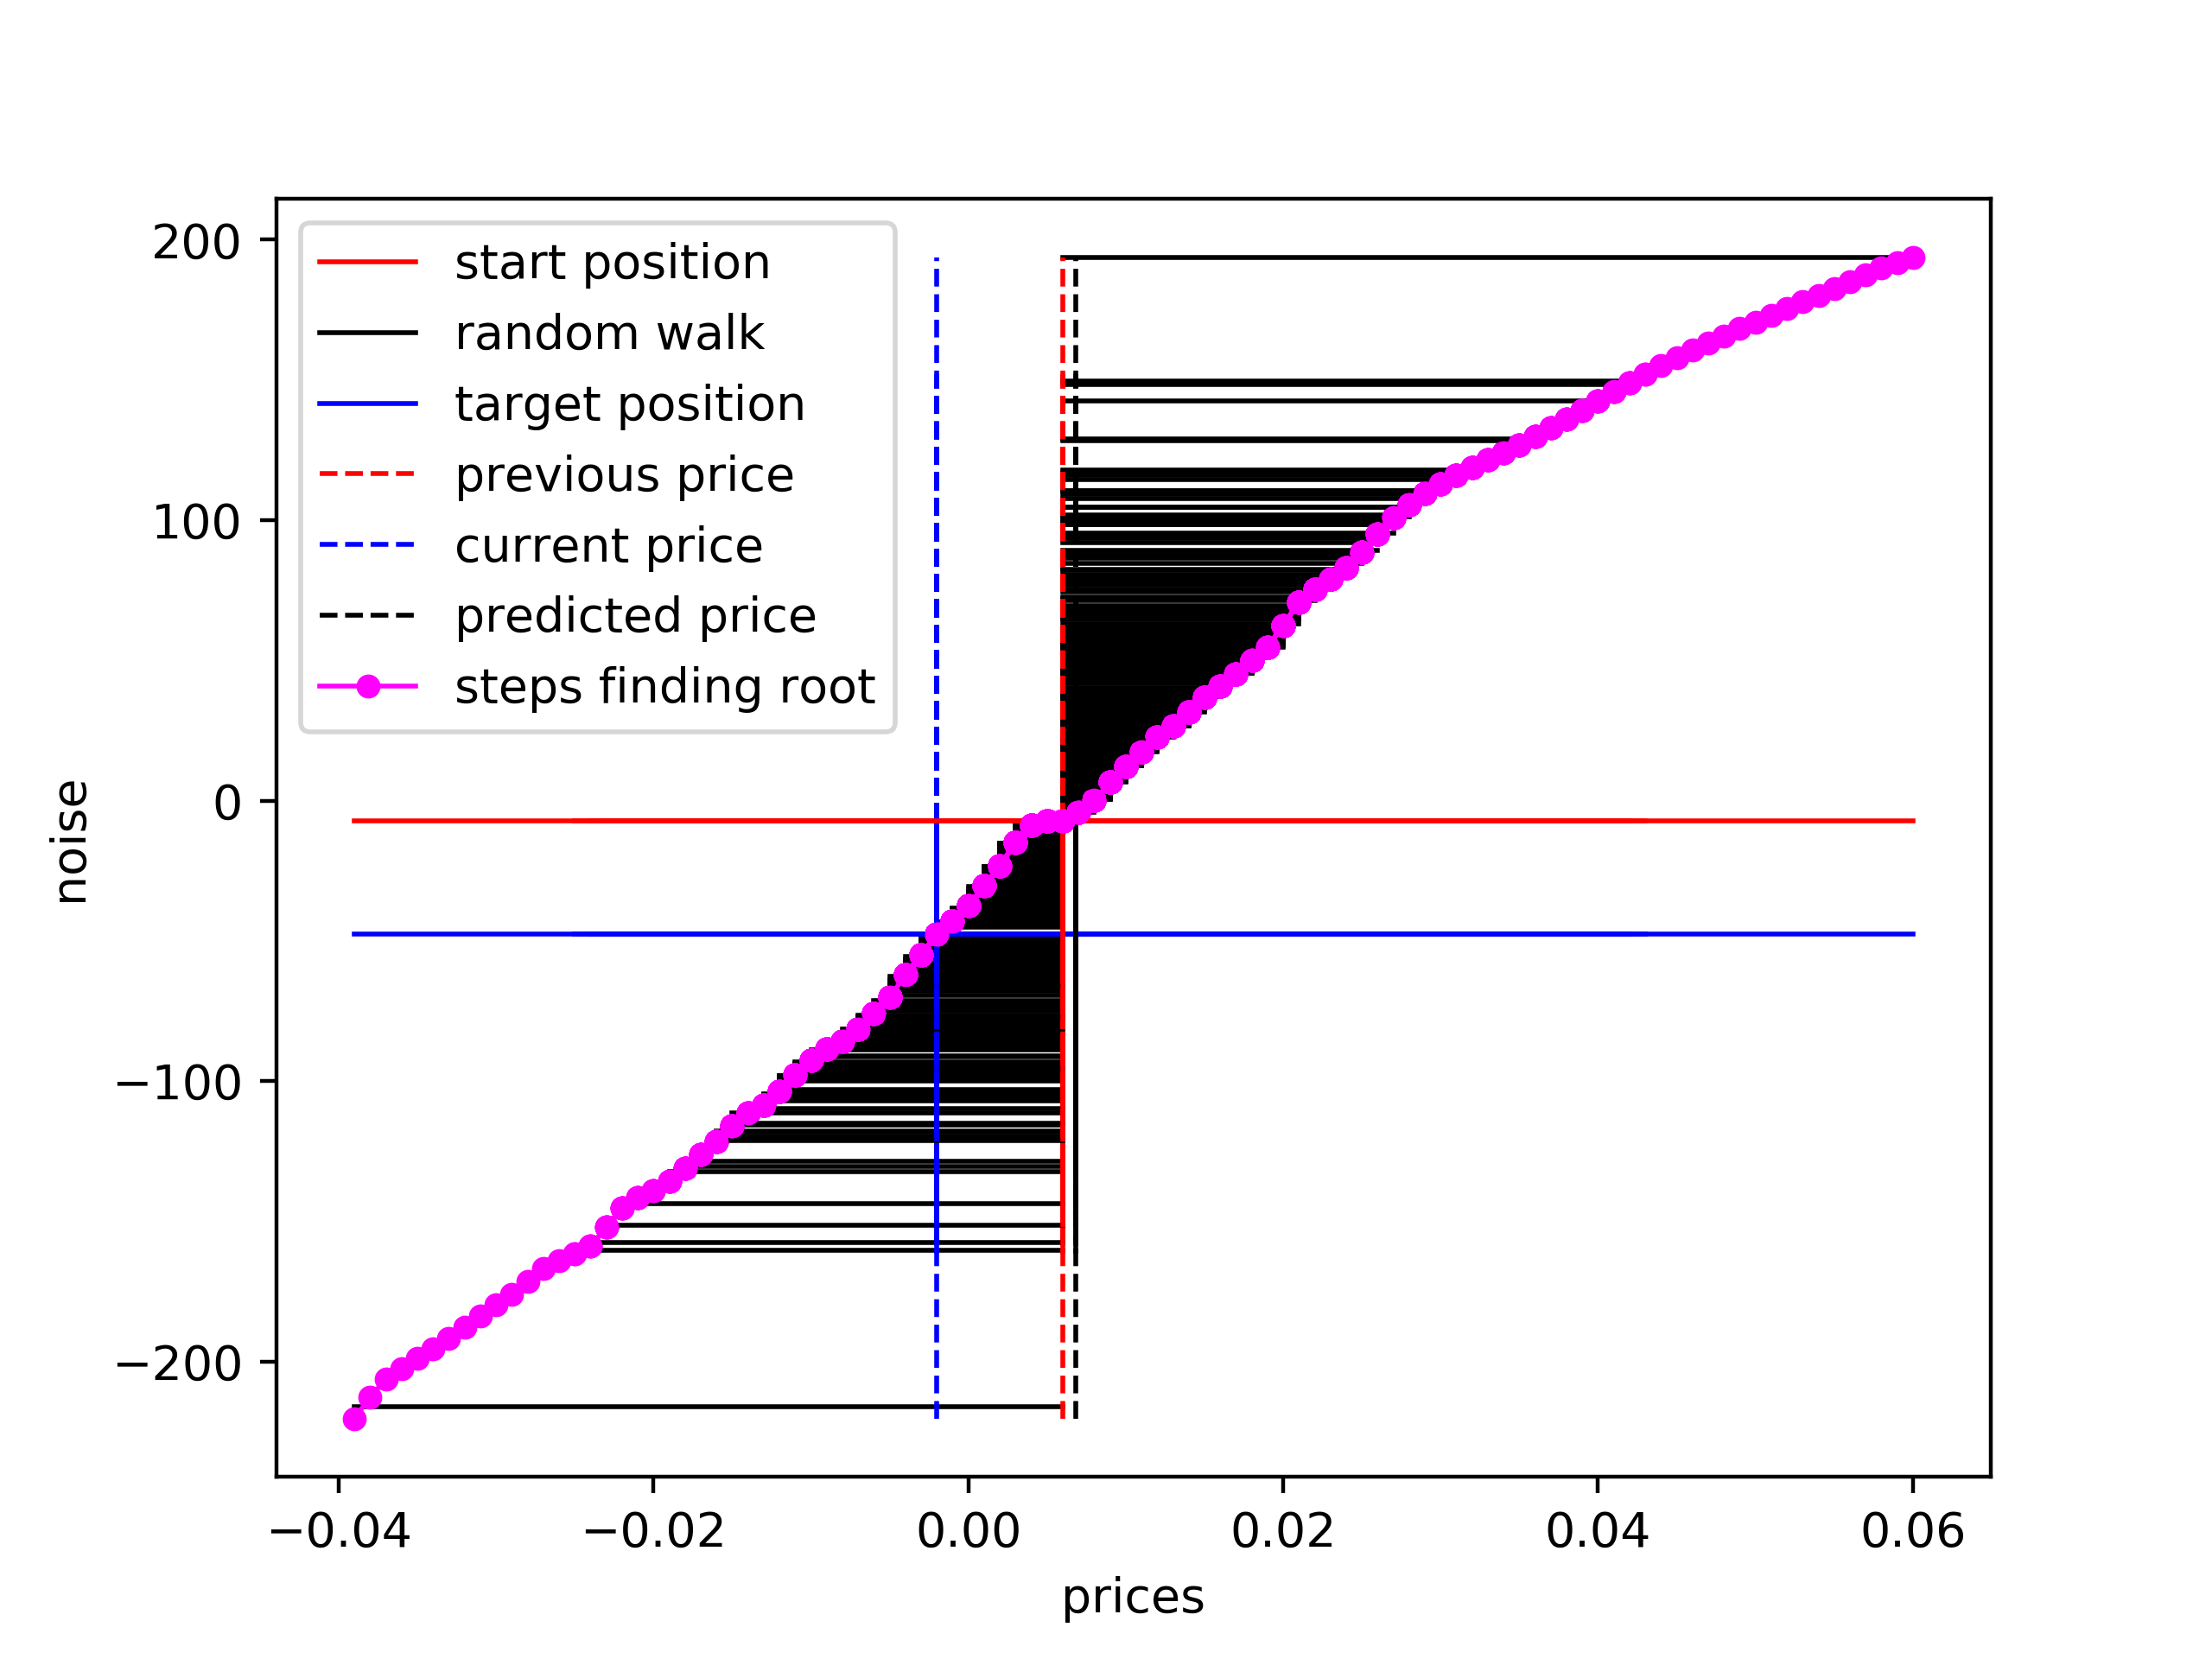 200
100
0
−100
−200
noise
start position
random walk
target position
previous price
current price
predicted price
steps finding root
−0.04
−0.02
0.00
0.02
0.04
0.06
prices